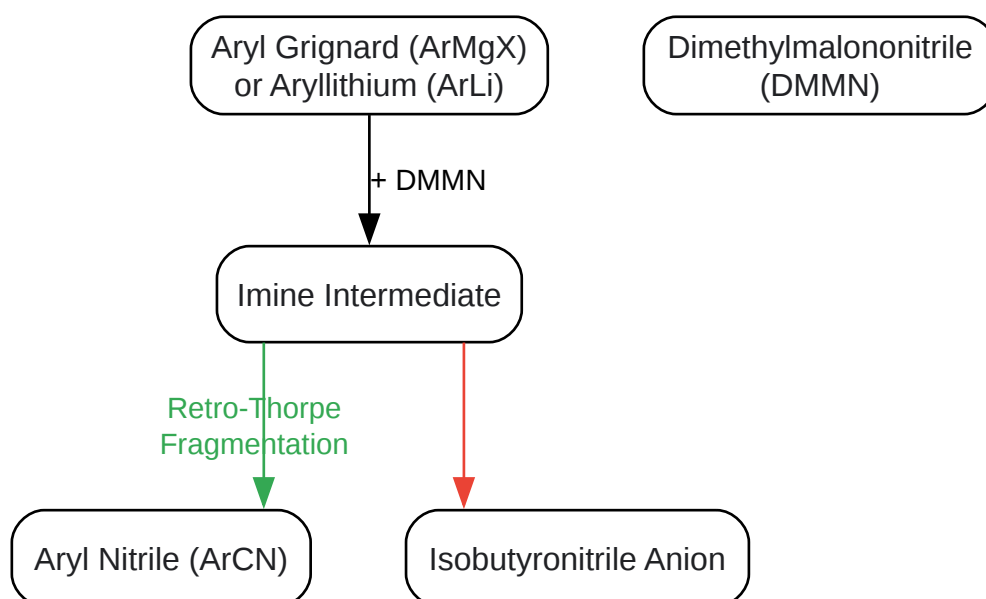 Aryl Grignard (ArMgX)
or Aryllithium (ArLi)
Dimethylmalononitrile
(DMMN)
+ DMMN
Imine Intermediate
Retro-Thorpe
Fragmentation
Aryl Nitrile (ArCN)
Isobutyronitrile Anion